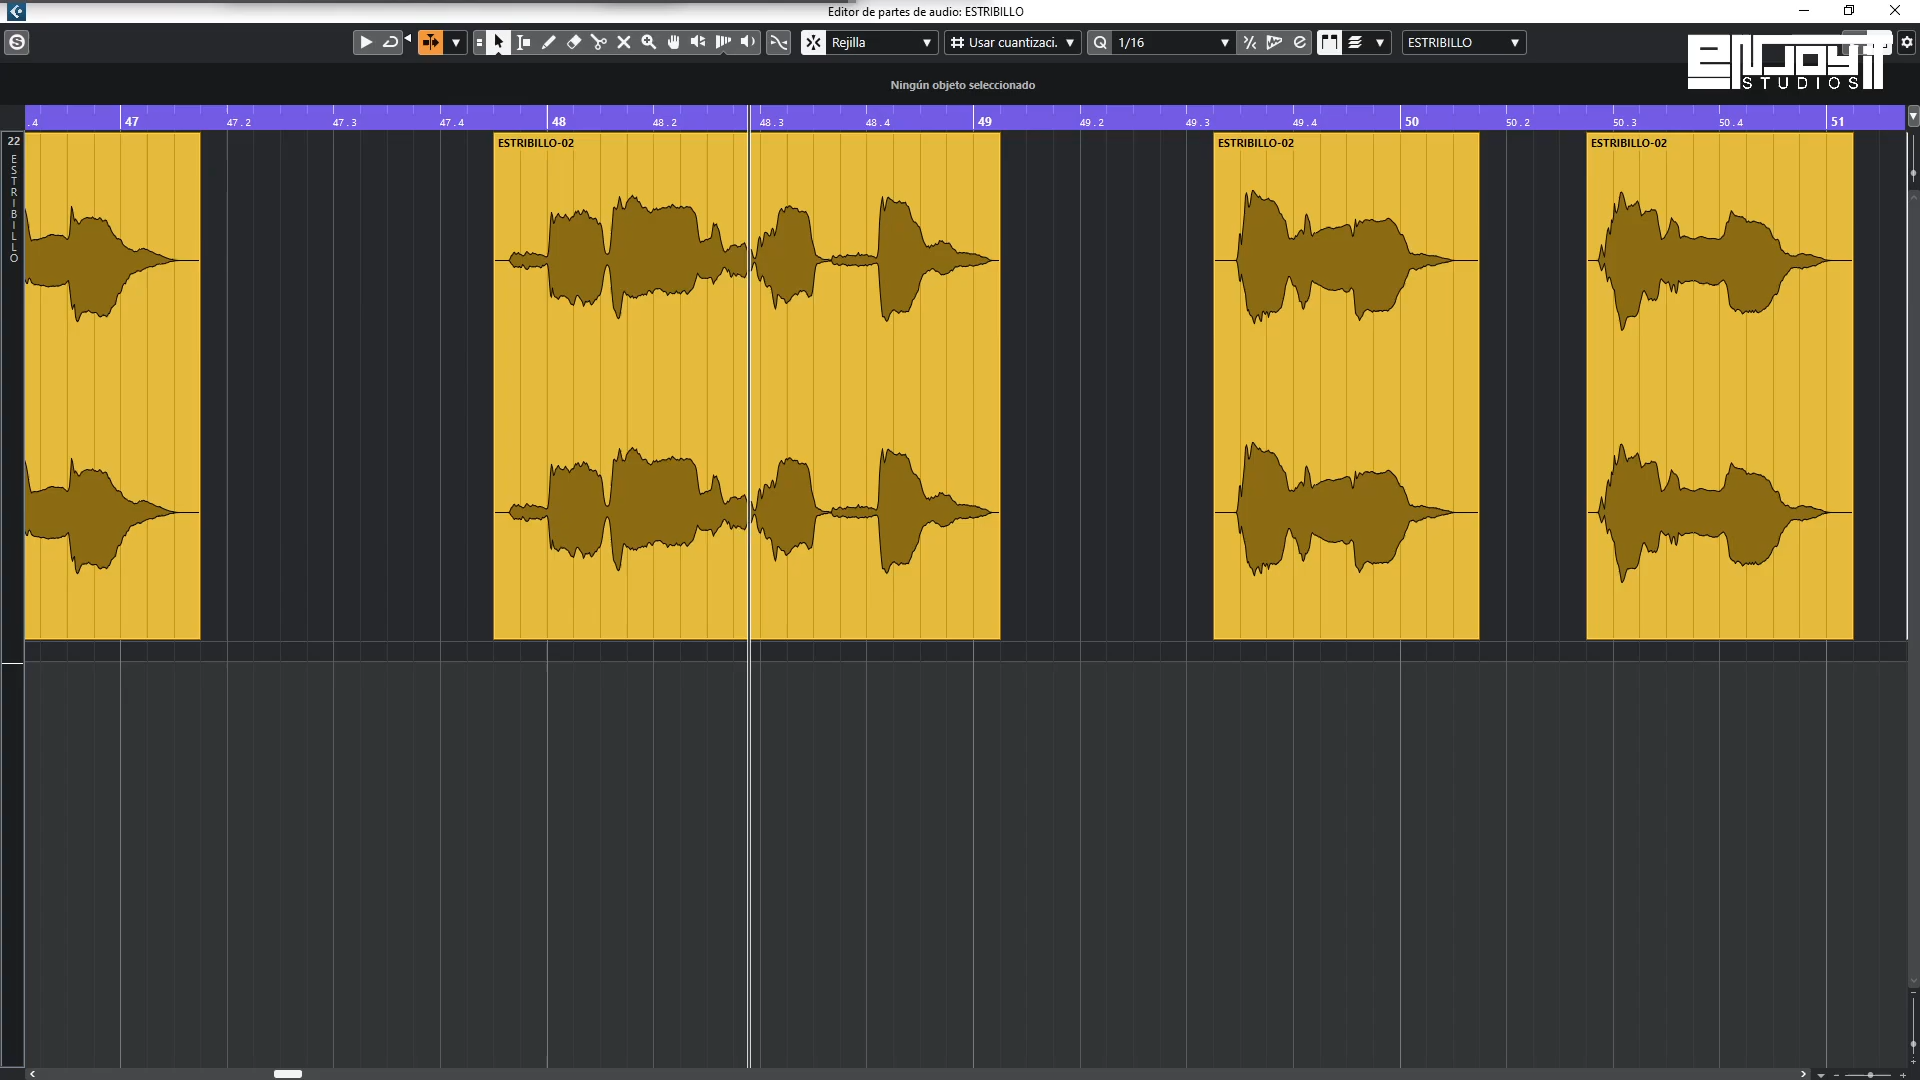 Editor de partes de audio: ESTRIBILLO
Rejilla
Usar cuantizaci.
1/16
ESTRIBILLO
ENJOY IT
STUDIOS
Ningún objeto seleccionado
.4 47 47.2 47.3 47.4 48 48.2 48.3 48.4 49 49.2 49.3 49.4 50 50.2 50.3 50.4 51
22
ESTRIBILLO
ESTRIBILLO-02
ESTRIBILLO-02
ESTRIBILLO-02